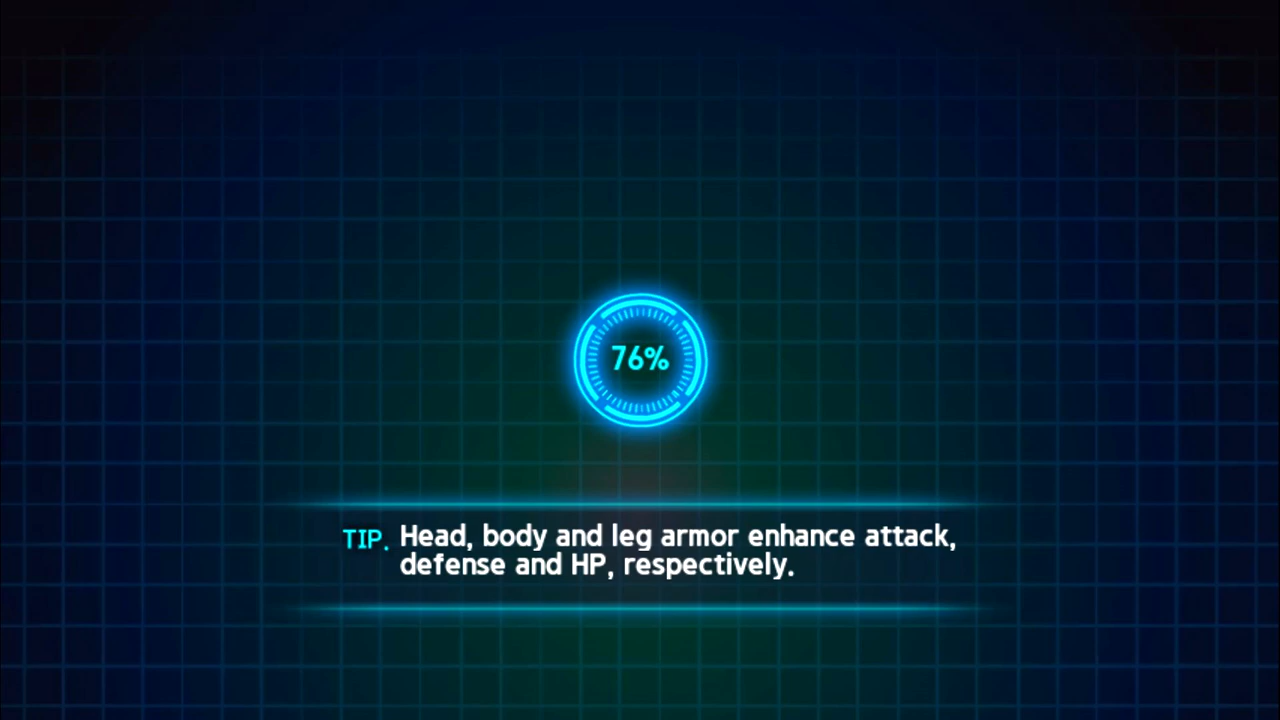 76%
TIP. Head, body and leg armor enhance attack,
defense and HP, respectively.